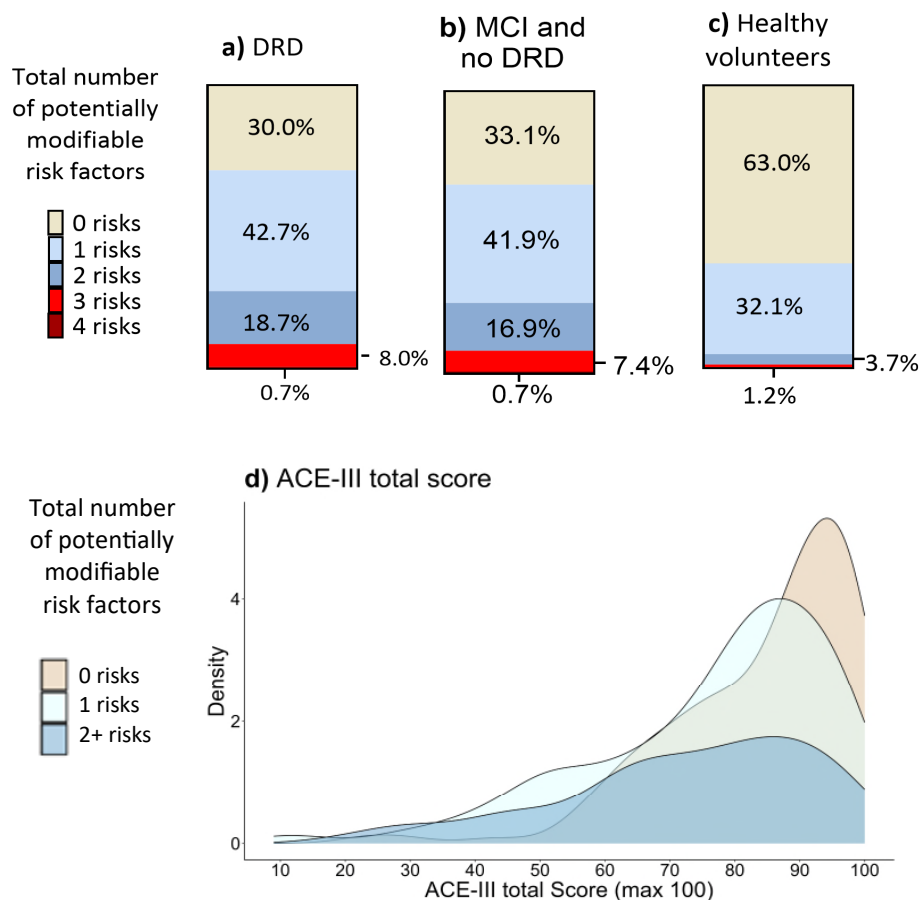 a) DRD
b) MCI and
no DRD
c) Healthy
volunteers
Total number
of potentially
modifiable
risk factors
0 risks
1 risks
2 risks
3 risks
4 risks
30.0%
42.7%
18.7%
8.0%
0.7%
33.1%
41.9%
16.9%
7.4%
0.7%
63.0%
32.1%
3.7%
1.2%
d) ACE-III total score
Total number
of potentially
modifiable
risk factors
0 risks
1 risks
2+ risks
Density
4
2
0
10 20 30 40 50 60 70 80 90 100
ACE-III total Score (max 100)